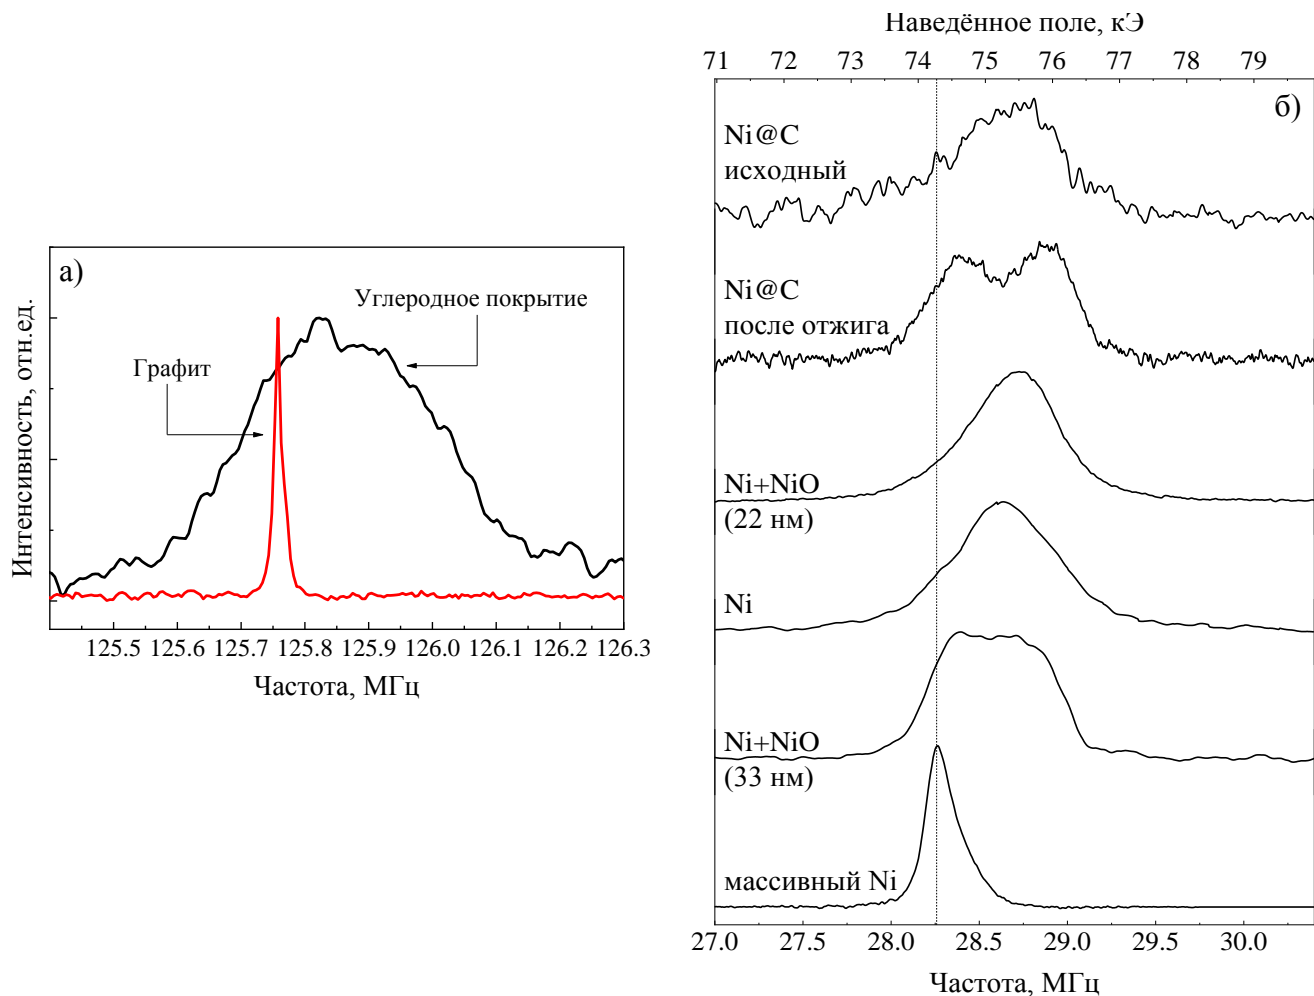 а)
Углеродное покрытие
Графит
Интенсивность, отн.ед.
125.5 125.6 125.7 125.8 125.9 126.0 126.1 126.2 126.3
Частота, МГц
Наведённое поле, кЭ
71 72 73 74 75 76 77 78 79
б)
Ni@C
исходный
Ni@C
после отжига
Ni+NiO
(22 нм)
Ni
Ni+NiO
(33 нм)
массивный Ni
27.0 27.5 28.0 28.5 29.0 29.5 30.0
Частота, МГц